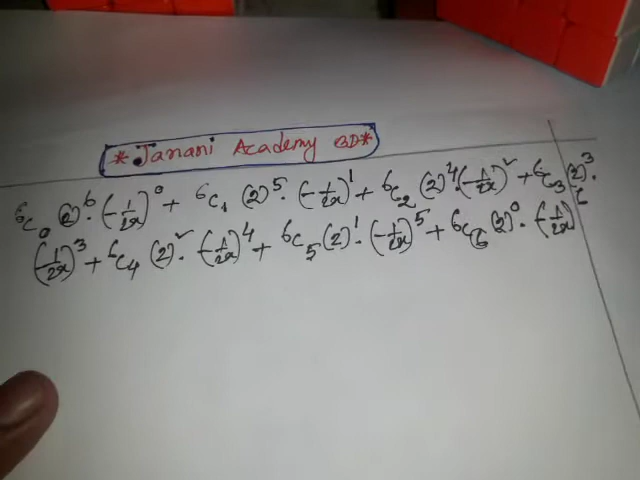 * Janani Academy BD *
⁶C₀ (2)⁶·(-1/2x)⁰ + ⁶C₁ (2)⁵·(-1/2x)¹ + ⁶C₂ (2)⁴·(-1/2x)² + ⁶C₃ (2)³·
(-1/2x)³ + ⁶C₄ (2)²·(-1/2x)⁴ + ⁶C₅ (2)¹·(-1/2x)⁵ + ⁶C₆ (2)⁰·(-1/2x)⁶